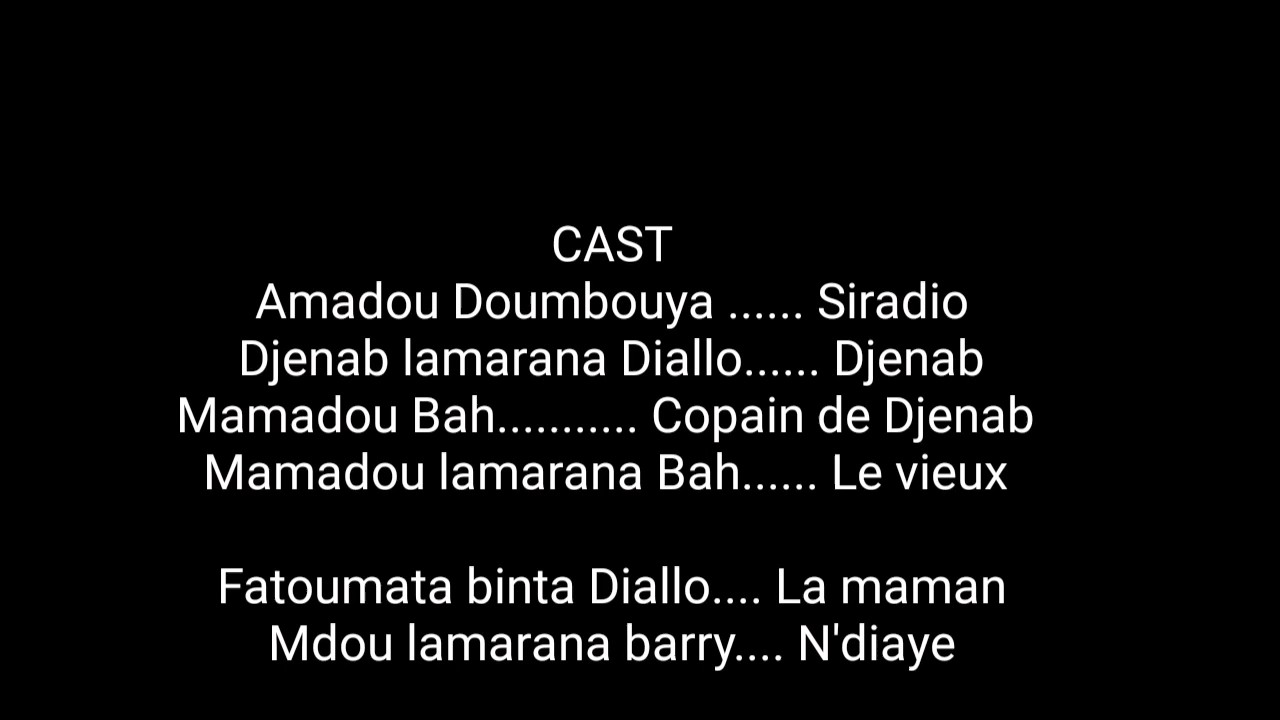 CAST
Amadou Doumbouya ...... Siradio
Djenab lamarana Diallo...... Djenab
Mamadou Bah........... Copain de Djenab
Mamadou lamarana Bah...... Le vieux
Fatoumata binta Diallo.... La maman
Mdou lamarana barry.... N'diaye